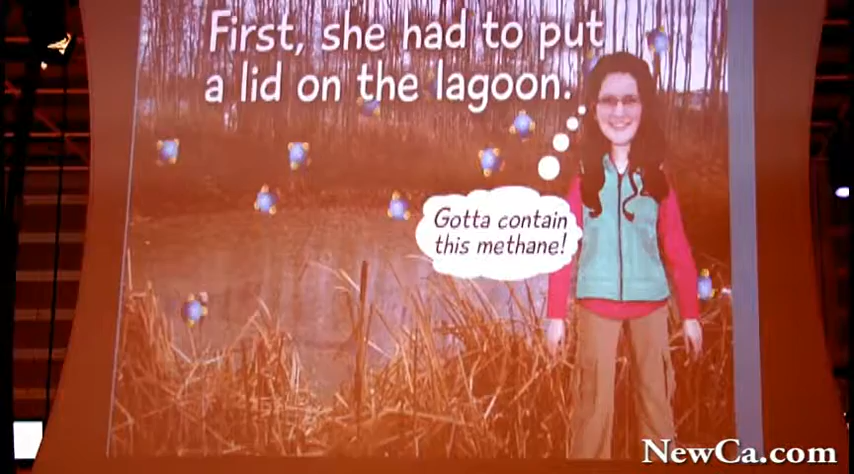 First, she had to put
a lid on the lagoon.
Gotta contain
this methane!
NewCa.com